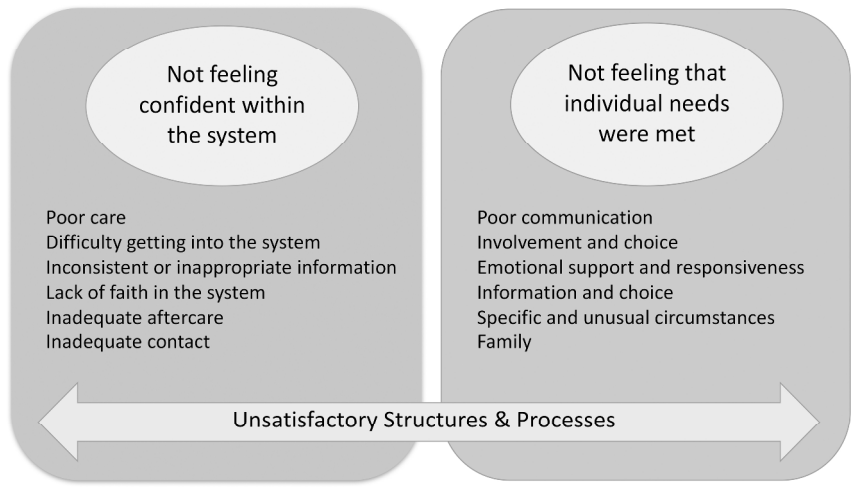 Not feeling
confident within
the system
Poor care
Difficulty getting into the system
Inconsistent or inappropriate information
Lack of faith in the system
Inadequate aftercare
Inadequate contact
Not feeling that
individual needs
were met
Poor communication
Involvement and choice
Emotional support and responsiveness
Information and choice
Specific and unusual circumstances
Family
Unsatisfactory Structures & Processes